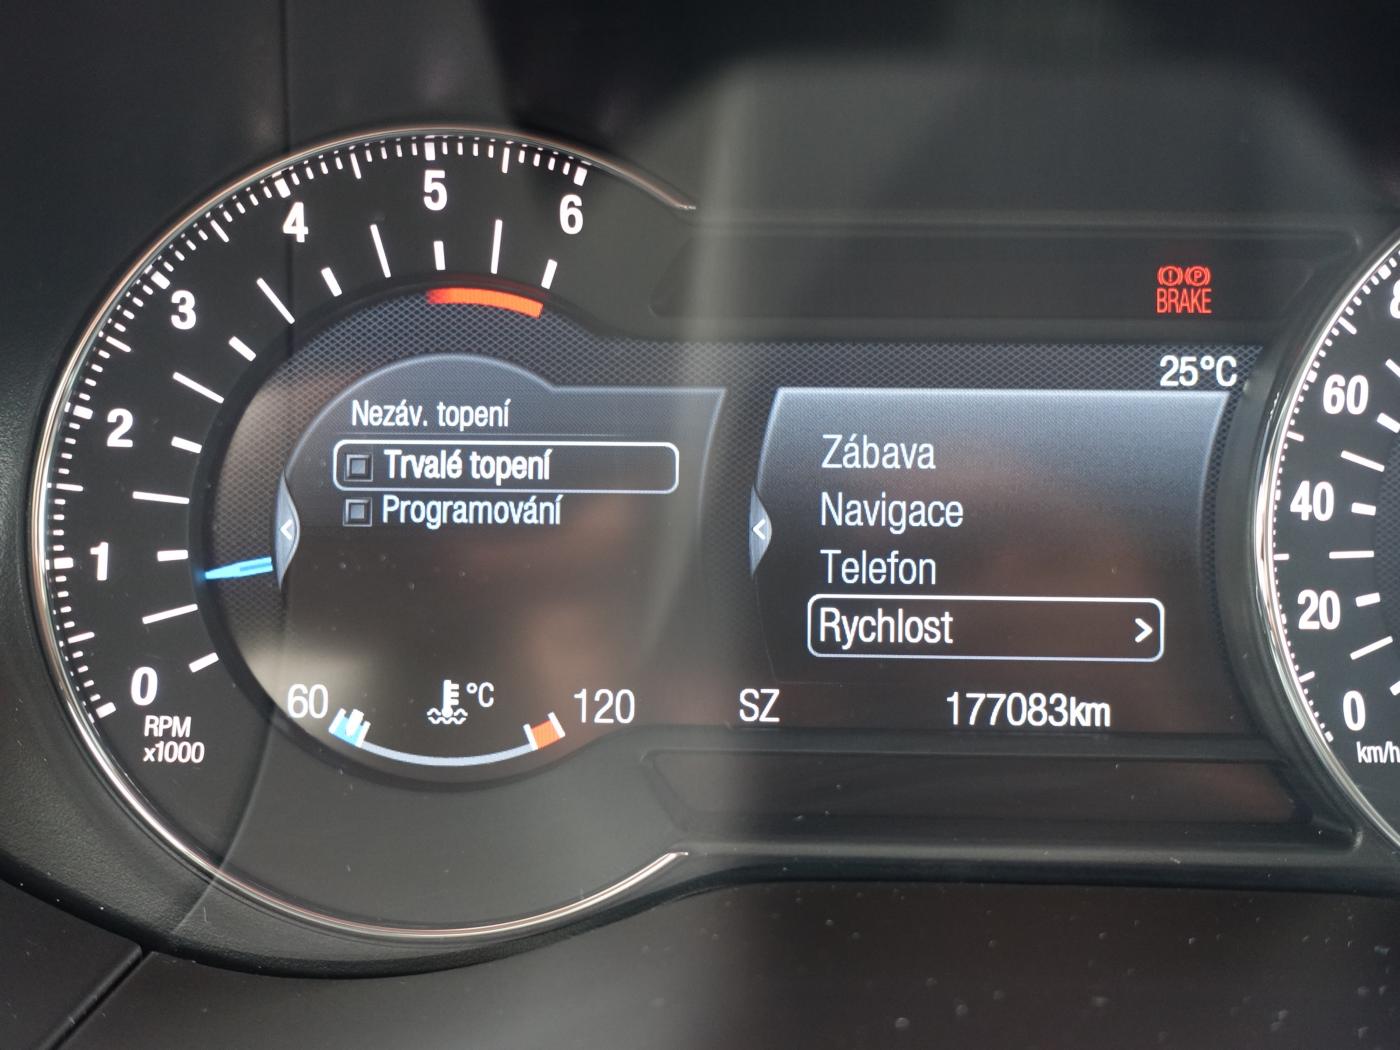 6
5
4
3
2
1
0
RPM
x1000
BRAKE
25°C
Nezáv. topení
Trvalé topení
Programování
60
°C
120
Zábava
Navigace
Telefon
Rychlost
SZ
177083km
60
40
20
0
km/h